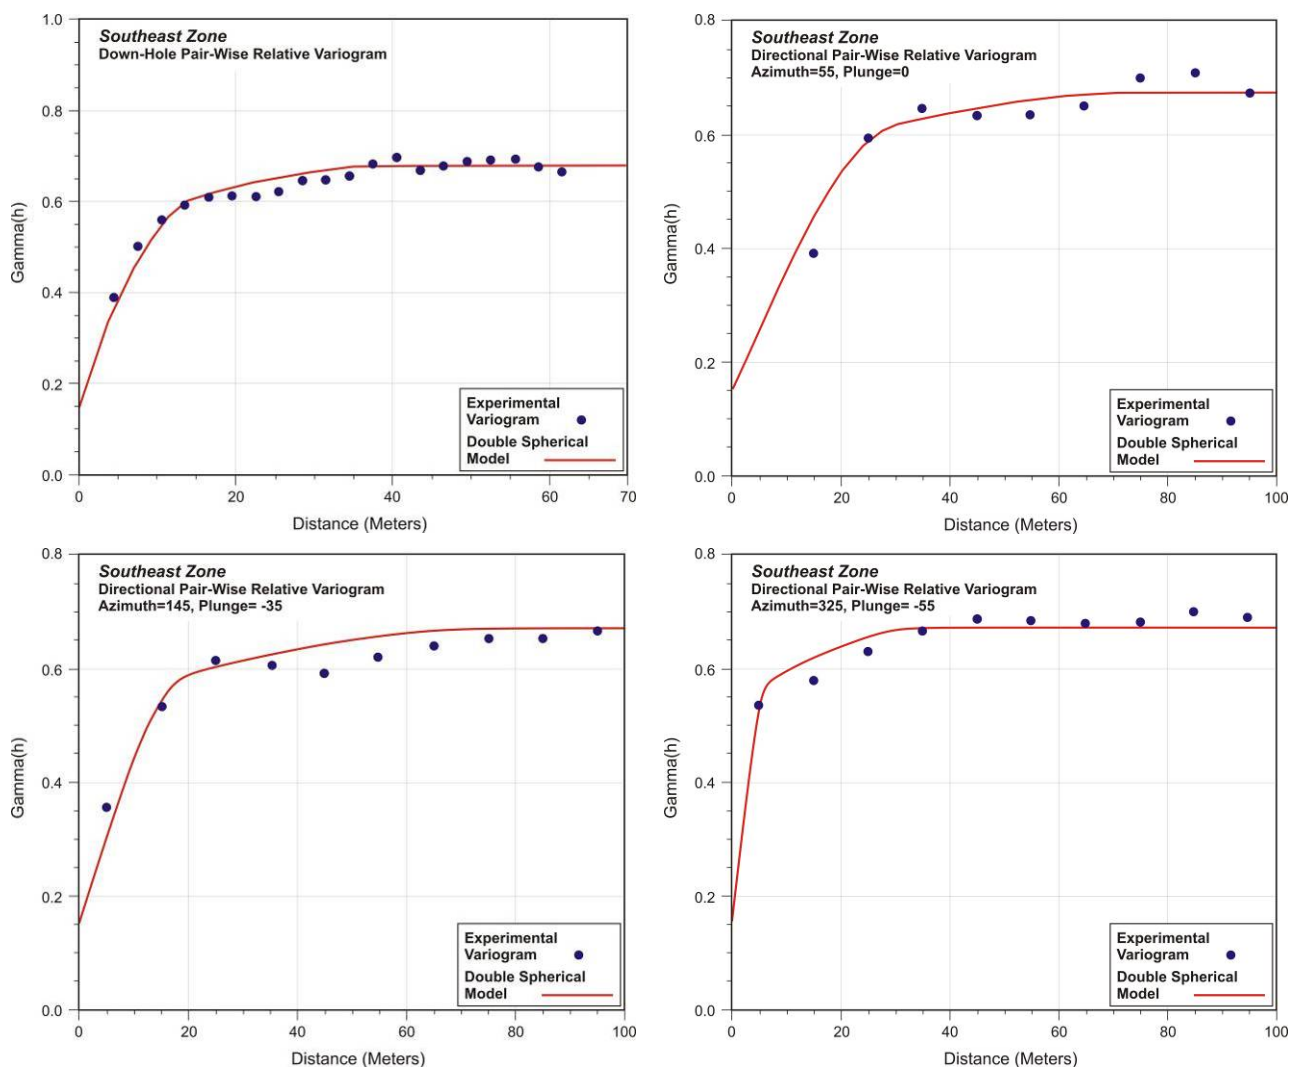 Southeast Zone
Down-Hole Pair-Wise Relative Variogram
1.0
0.8
0.6
0.4
0.2
0.0
Gamma(h)
0 20 40 60 70
Distance (Meters)
Experimental
Variogram
Double Spherical
Model
Southeast Zone
Directional Pair-Wise Relative Variogram
Azimuth=55, Plunge=0
0.8
0.6
0.4
0.2
0.0
Gamma(h)
0 20 40 60 80 100
Distance (Meters)
Experimental
Variogram
Double Spherical
Model
Southeast Zone
Directional Pair-Wise Relative Variogram
Azimuth=145, Plunge= -35
0.8
0.6
0.4
0.2
0.0
Gamma(h)
0 20 40 60 80 100
Distance (Meters)
Experimental
Variogram
Double Spherical
Model
Southeast Zone
Directional Pair-Wise Relative Variogram
Azimuth=325, Plunge= -55
0.8
0.6
0.4
0.2
0.0
Gamma(h)
0 20 40 60 80 100
Distance (Meters)
Experimental
Variogram
Double Spherical
Model